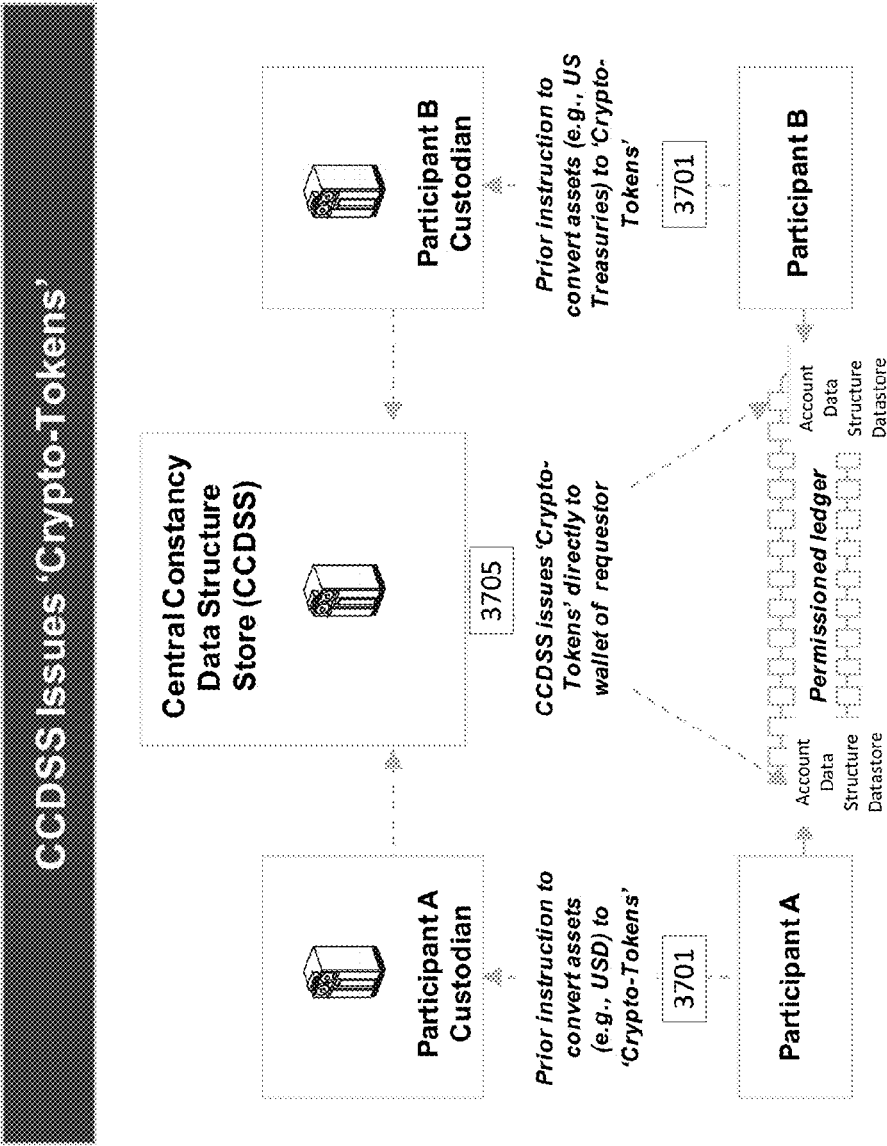 CCDSS Issues 'Crypto-Tokens'
Participant A
Custodian
Central Constancy
Data Structure
Store (CCDSS)
Participant B
Custodian
Prior instruction to
convert assets
(e.g., USD) to
'Crypto-Tokens'
3701
3705
CCDSS issues 'Crypto-
Tokens' directly to
wallet of requestor
Prior instruction to
convert assets (e.g., US
Treasuries) to 'Crypto-
Tokens'
3701
Participant A
Account
Data
Structure
Datastore
Permissioned ledger
Account
Data
Structure
Datastore
Participant B